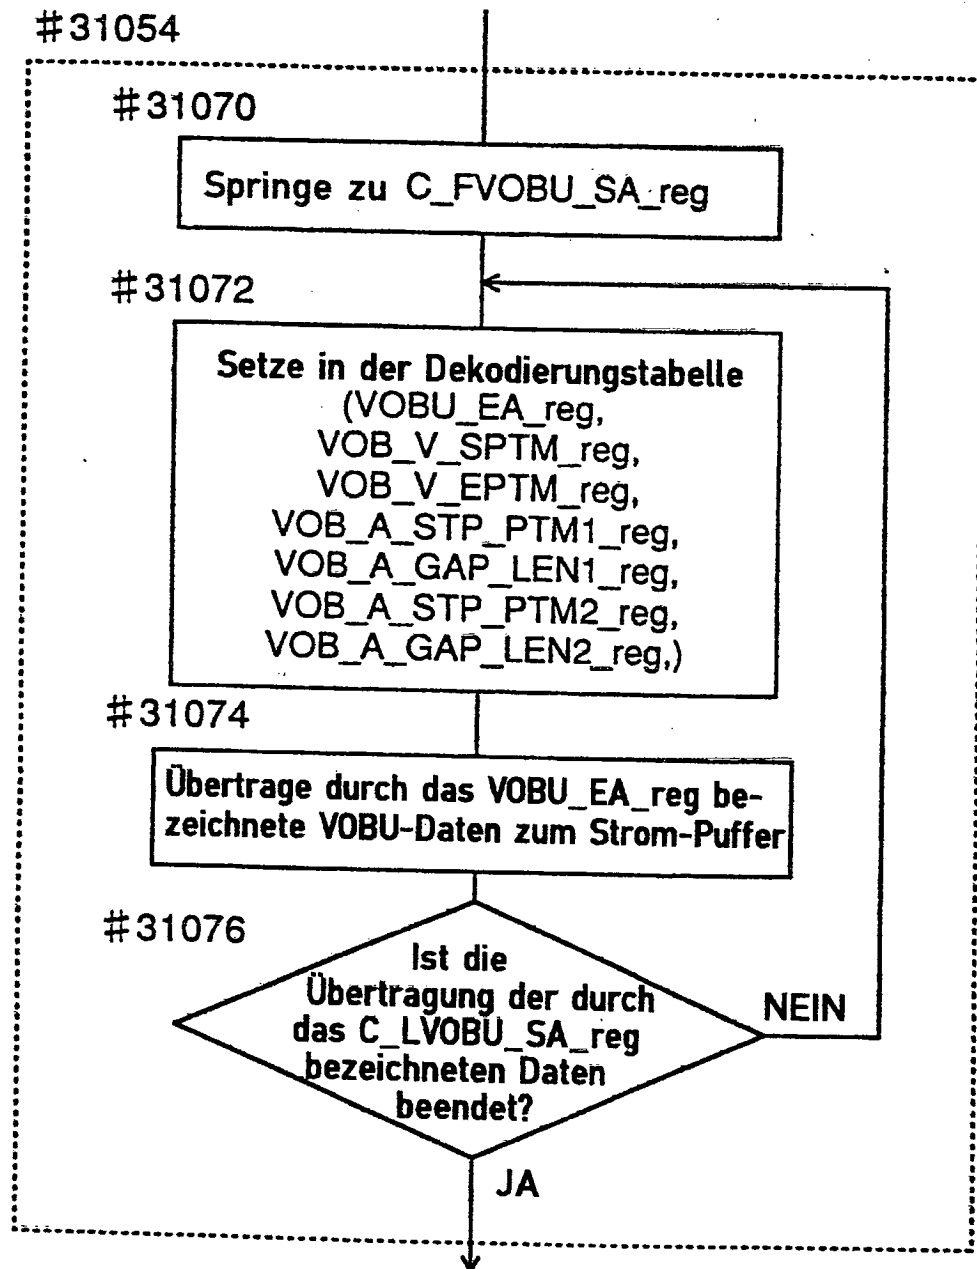 #31054
#31070
Springe zu C_FVOBU_SA_reg
#31072
Setze in der Dekodierungstabelle
(VOBU_EA_reg,
VOB_V_SPTM_reg,
VOB_V_EPTM_reg,
VOB_A_STP_PTM1_reg,
VOB_A_GAP_LEN1_reg,
VOB_A_STP_PTM2_reg,
VOB_A_GAP_LEN2_reg,)
#31074
Übertrage durch das VOBU_EA_reg be-
zeichnete VOBU-Daten zum Strom-Puffer
#31076
Ist die
Übertragung der durch
das C_LVOBU_SA_reg
bezeichneten Daten
beendet?
NEIN
JA